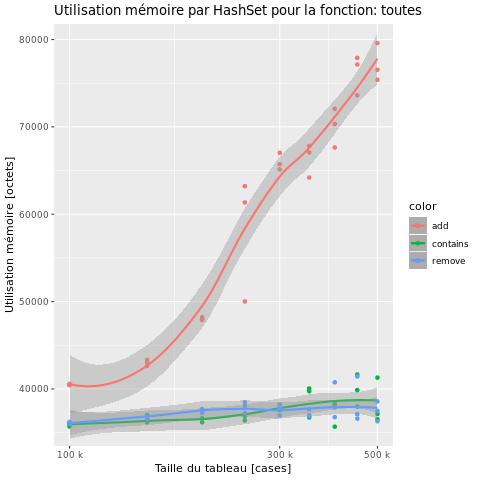 Utilisation mémoire par HashSet pour la fonction: toutes
Utilisation mémoire [octets]
80000
70000
60000
50000
40000
100 k
300 k
500 k
Taille du tableau [cases]
color
add
contains
remove